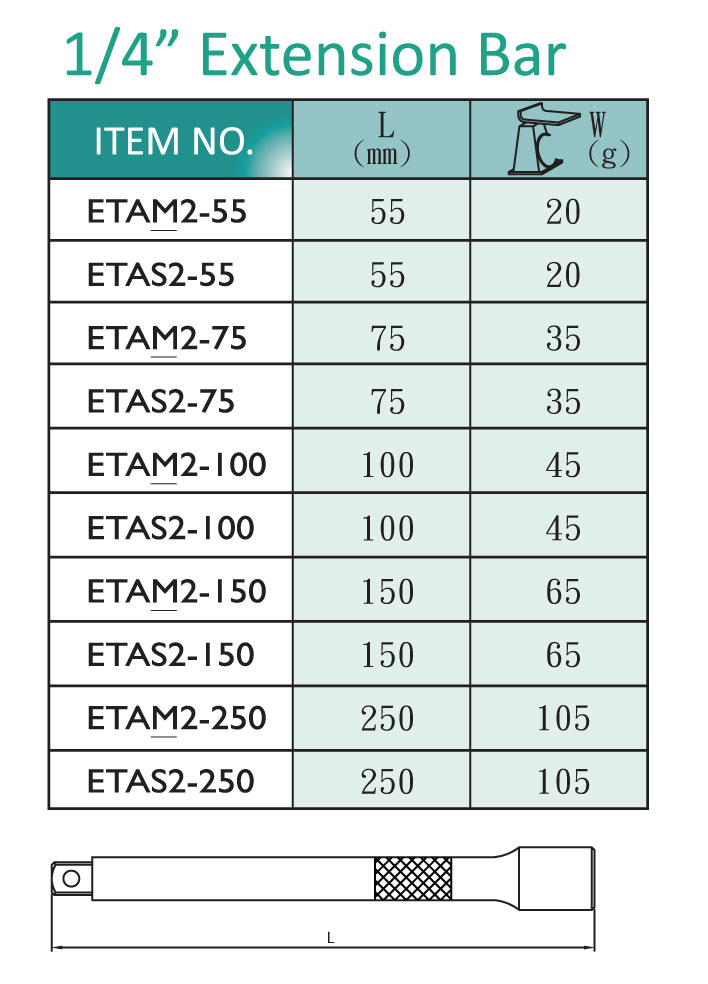 1/4” Extension Bar
ITEM NO. L (mm) W (g)
ETAM2-55 55 20
ETAS2-55 55 20
ETAM2-75 75 35
ETAS2-75 75 35
ETAM2-100 100 45
ETAS2-100 100 45
ETAM2-150 150 65
ETAS2-150 150 65
ETAM2-250 250 105
ETAS2-250 250 105
L